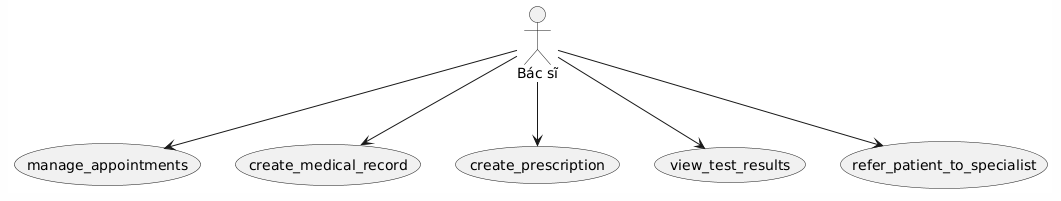 Bác sĩ
manage_appointments
create_medical_record
create_prescription
view_test_results
refer_patient_to_specialist